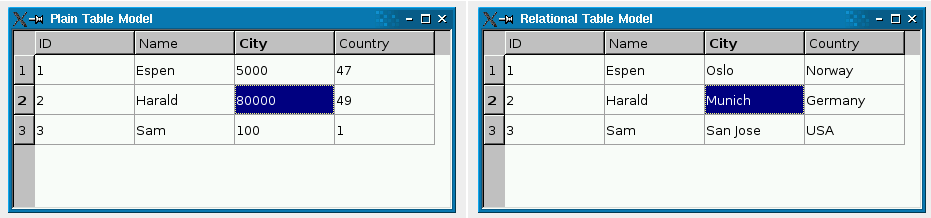 Plain Table Model
ID Name City Country
1 1 Espen 5000 47
2 2 Harald 80000 49
3 3 Sam 100 1
Relational Table Model
ID Name City Country
1 1 Espen Oslo Norway
2 2 Harald Munich Germany
3 3 Sam San Jose USA